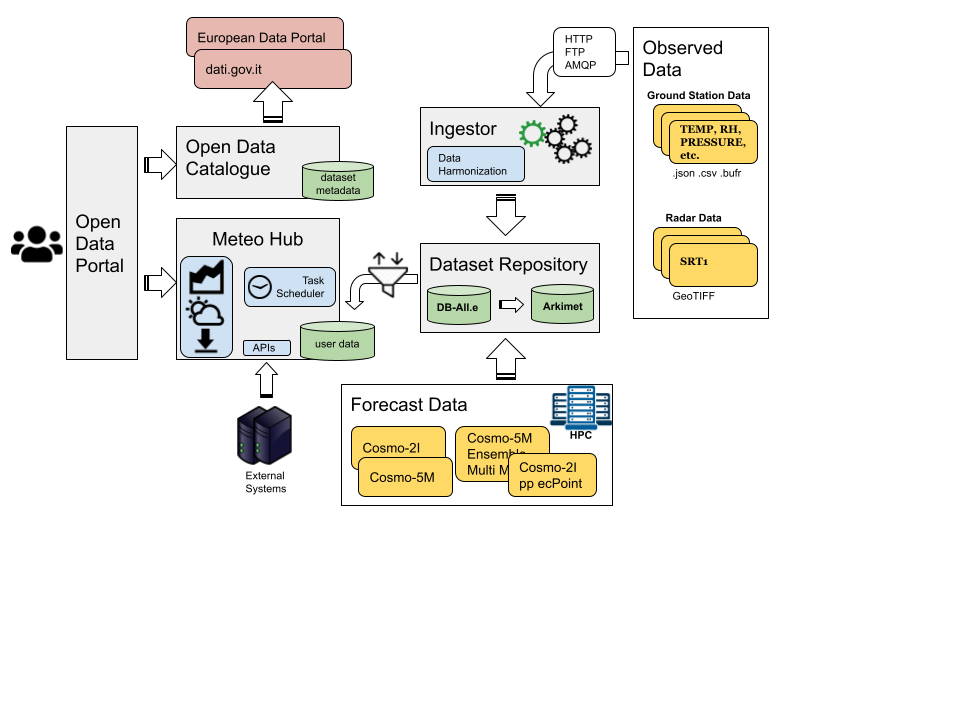 European Data Portal
dati.gov.it
Open Data
Catalogue
dataset
metadata
Open
Data
Portal
Meteo Hub
Task
Scheduler
APIs
user data
External
Systems
HTTP
FTP
AMQP
Ingestor
Data
Harmonization
Dataset Repository
DB-All.e
Arkimet
Observed
Data
Ground Station Data
TEMP, RH,
PRESSURE,
etc.
.json .csv .bufr
Radar Data
SRT1
GeoTIFF
Forecast Data
HPC
Cosmo-2I
Cosmo-5M
Cosmo-5M
Ensemble
Multi M
Cosmo-2I
pp ecPoint